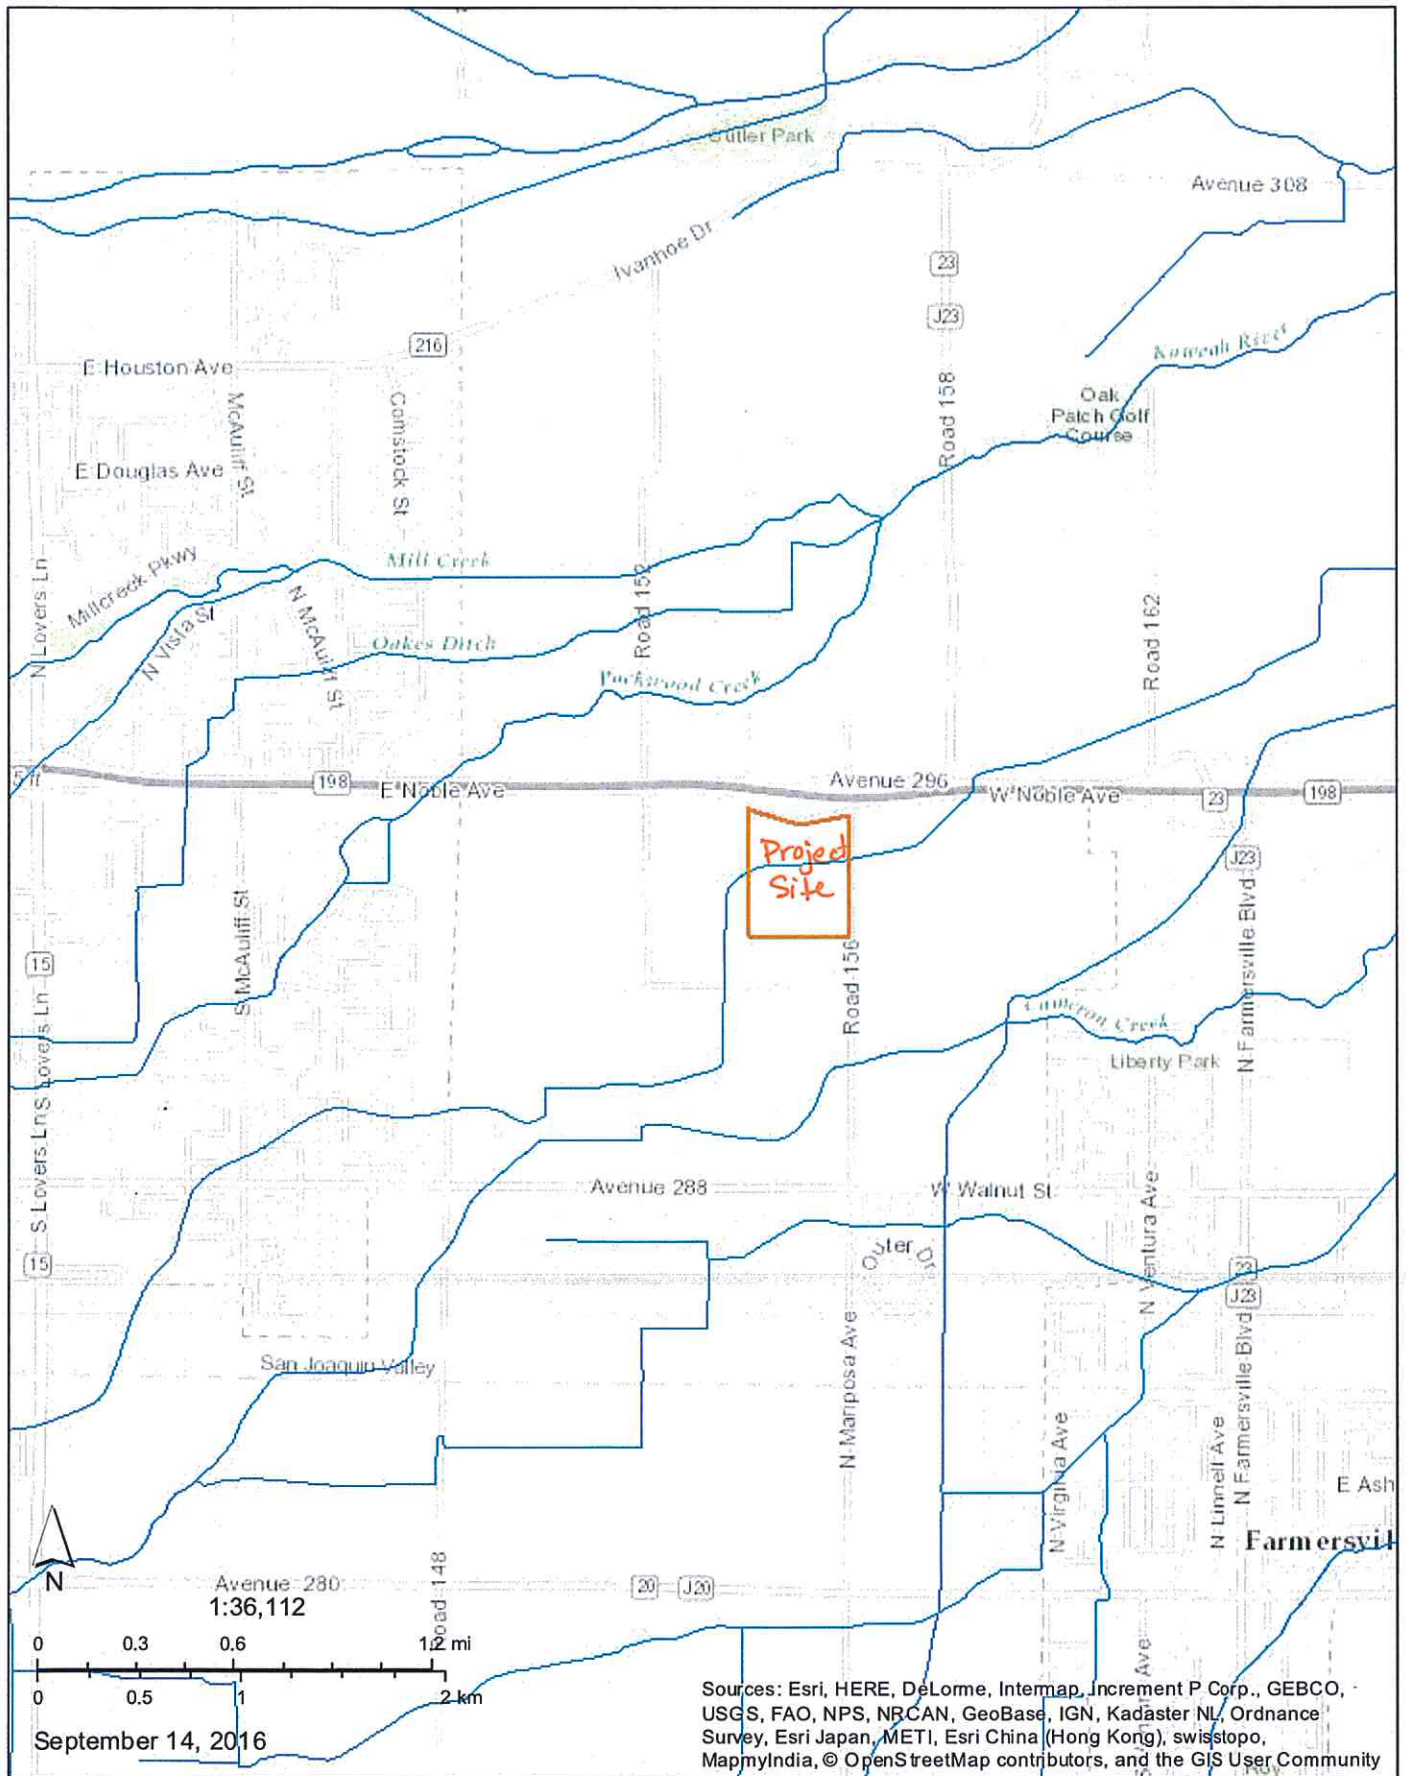 Cutler Park
Avenue 308
Ivanhoe Dr
23
J23
216
Kaweah River
E Houston Ave
Oak
Patch Golf
Course
McAuliff St
Comstock St
Road 158
E Douglas Ave
Mill Creek
Millcreek Pkwy
N Lovers Ln
N Vista St
N McAuliff St
Road 152
Oakes Ditch
Packwood Creek
Road 162
198
E Noble Ave
Avenue 296
W Noble Ave
23
198
Project
Site
J23
N Farmersville Blvd
S McAuliff St
15
S Lovers Ln
Road 156
Cameron Creek
Liberty Park
S Lovers Ln
Avenue 288
W Walnut St
N Ventura Ave
15
Outer Dr
23
J23
San Joaquin Valley
N Mariposa Ave
N Virginia Ave
N Linnell Ave
N Farmersville Blvd
E Ash
Farmersvil
N
Avenue 280
Road 148
20
J20
1:36,112
0 0.3 0.6 1.2 mi
0 0.5 1 2 km
September 14, 2016
Sources: Esri, HERE, DeLorme, Intermap, Increment P Corp., GEBCO,
USGS, FAO, NPS, NRCAN, GeoBase, IGN, Kadaster NL, Ordnance
Survey, Esri Japan, METI, Esri China (Hong Kong), swisstopo,
MapmyIndia, © OpenStreetMap contributors, and the GIS User Community